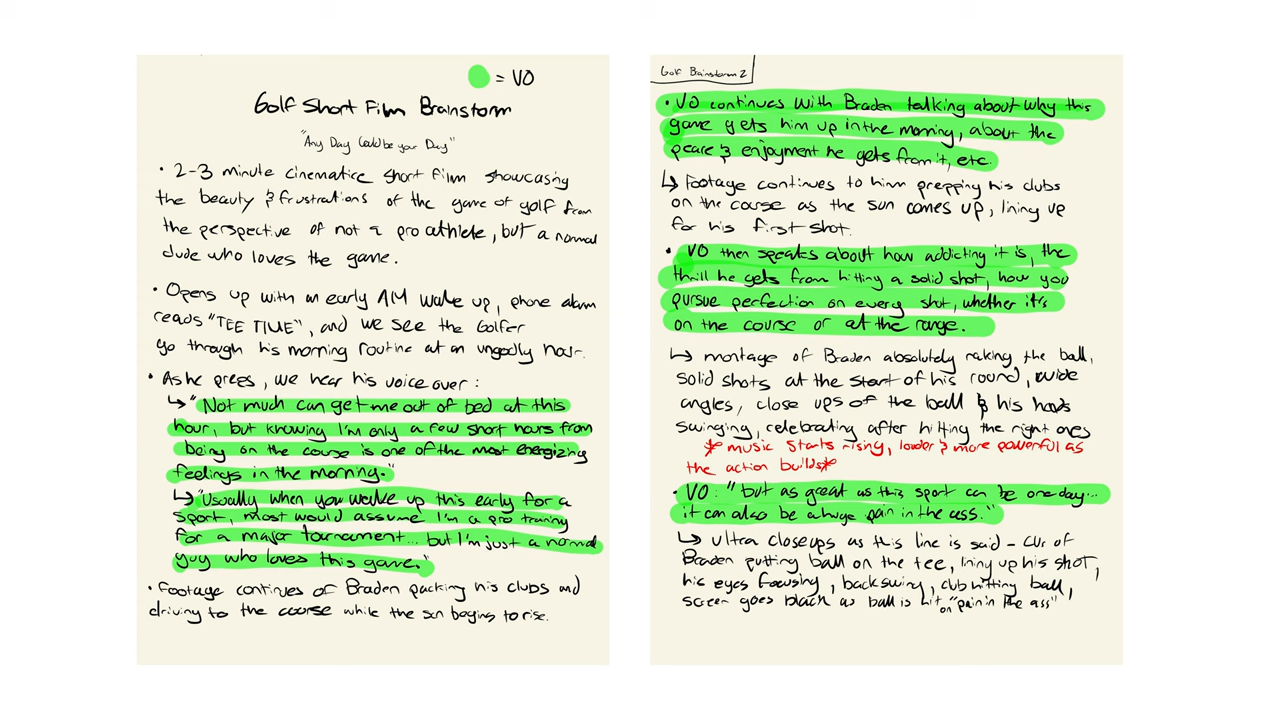 = VO
Golf Short Film Brainstorm
"Any Day Could be your Day"
• 2-3 minute cinematice short film showcasing
the beauty & frustrations of the game of golf from
the perspective of not a pro athlete, but a normal
dude who loves the game.
• Opens up with an early AM wake up, phone alarm
reads "TEE TIME", and we see the Golfer
go through his morning routine at an ungodly hour.
• As he preps, we hear his voice over:
↳ "Not much can get me out of bed at this
hour, but knowing I'm only a few short hours from
being on the course is one of the most energizing
feelings in the morning."
↳ "Usually when you wake up this early for a
sport, most would assume I'm a pro training
for a major tournament... but I'm just a normal
guy who loves this game."
• Footage continues of Braden packing his clubs and
driving to the course while the sun begins to rise.
Golf Brainstorm 2
• VO continues with Braden talking about why this
game gets him up in the morning, about the
peace & enjoyment he gets from it, etc.
↳ Footage continues to him prepping his clubs
on the course as the sun comes up, lining up
for his first shot.
• VO then speaks about how addicting it is, the
thrill he gets from hitting a solid shot, how you
pursue perfection on every shot, whether it's
on the course or at the range.
↳ montage of Braden absolutely raking the ball,
solid shots at the start of his round, wide
angles, close ups of the ball & his hands
swinging, celebrating after hitting the right ones
* music starts rising, louder & more powerful as
the action builds*
• VO: "but as great as this sport can be one day...
it can also be a huge pain in the ass."
↳ ultra closeups as this line is said - CUs of
Braden putting ball on the tee, lining up his shot,
his eyes focusing, backswing, club hitting ball,
screen goes black as ball is hit on "pain in the ass"